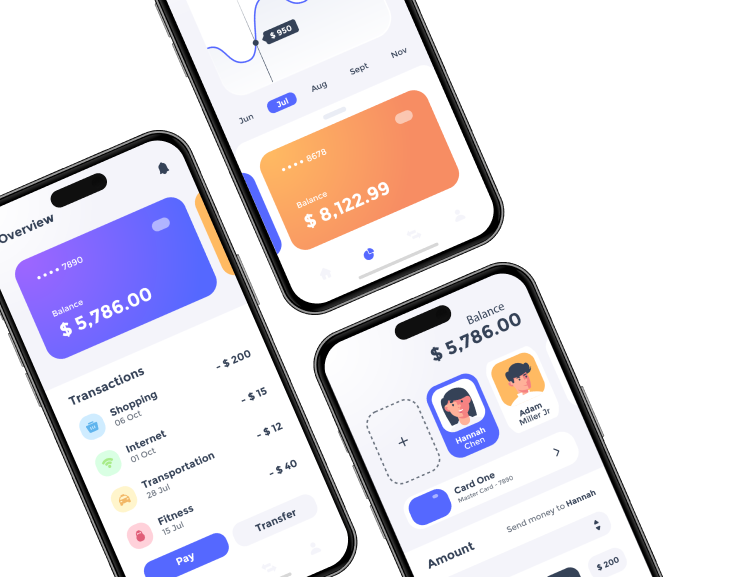 $ 950
Jun
Jul
Aug
Sept
Nov
•••• 8678
Balance
$ 8,122.99
Overview
•••• 7890
Balance
$ 5,786.00
Transactions
Shopping
06 Oct
- $ 200
Internet
01 Oct
- $ 15
Transportation
28 Jul
- $ 12
Fitness
15 Jul
- $ 40
Pay
Transfer
Balance
$ 5,786.00
+
Hannah
Chen
Adam
Miller Jr
Card One
Master Card - 7890
Amount
Send money to Hannah
$ 200